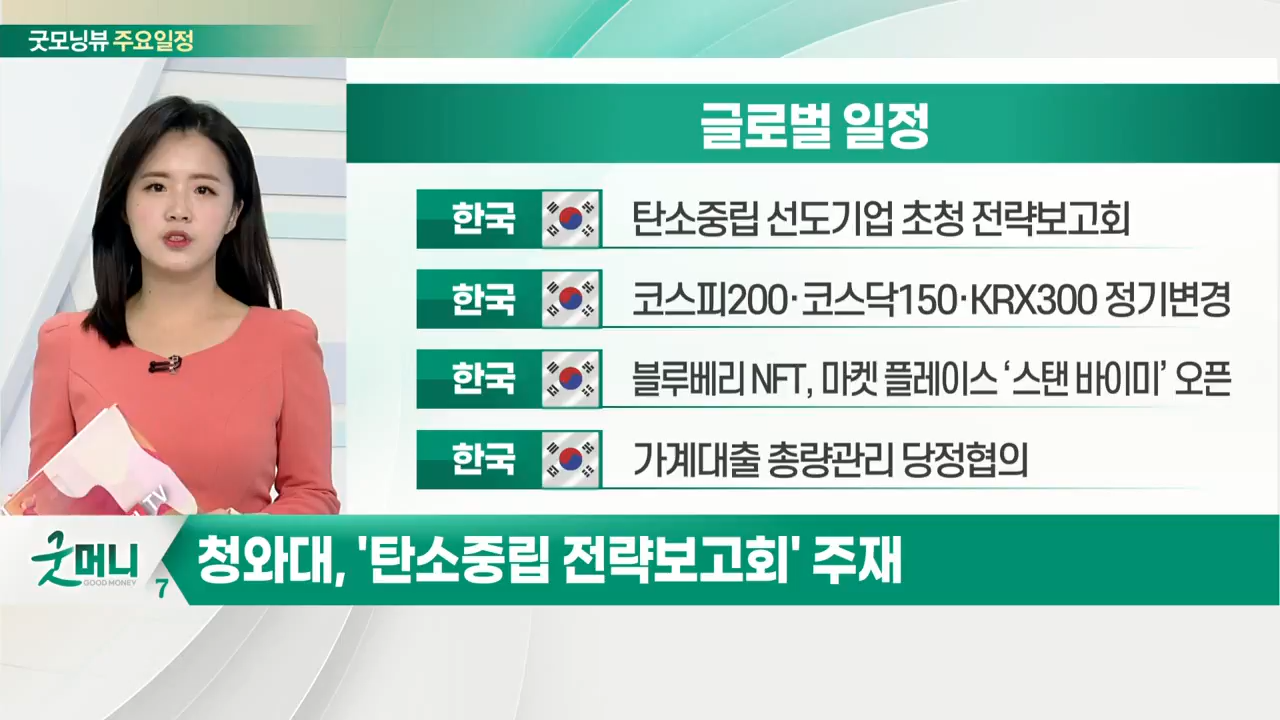 굿모닝뷰 주요일정
글로벌 일정
한국 탄소중립 선도기업 초청 전략보고회
한국 코스피200·코스닥150·KRX300 정기변경
한국 블루베리 NFT, 마켓 플레이스 ‘스탠 바이미’ 오픈
한국 가계대출 총량관리 당정협의
TV
굿머니
GOOD MONEY
7
청와대, '탄소중립 전략보고회' 주재